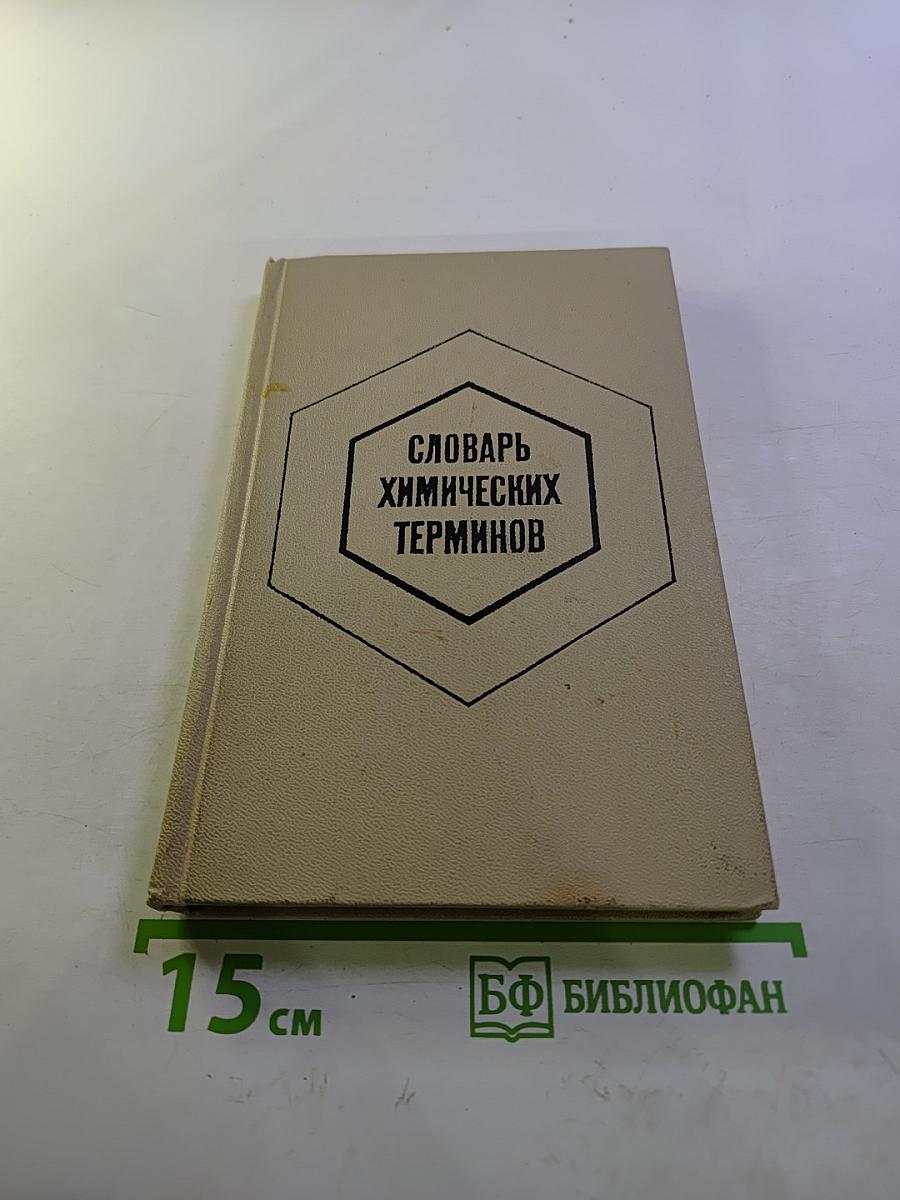 СЛОВАРЬ
ХИМИЧЕСКИХ
ТЕРМИНОВ
15 см
БФ БИБЛИОФАН